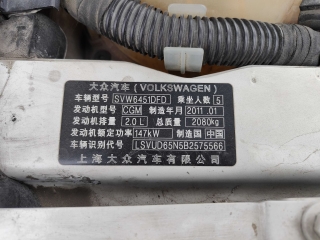 大众汽车(VOLKSWAGEN)
车辆型号 SVW6451DFD 乘坐人数 5
发动机型号 CGM 制造年月 2011.01
发动机排量 2.0 L 总质量 2080kg
发动机额定功率 147kW 制造国 中国
车辆识别代号 LSVUD65N5B2575566
上海大众汽车有限公司